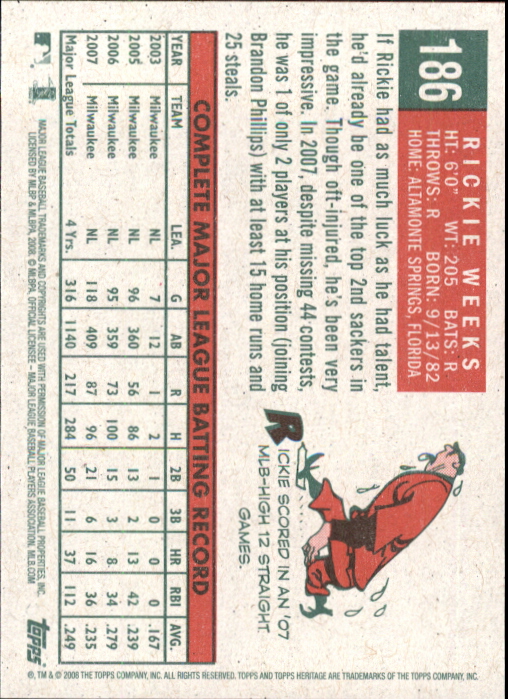 186
RICKIE WEEKS
HT: 6'0" WT: 205 BATS: R
THROWS: R BORN: 9/13/82
HOME: ALTAMONTE SPRINGS, FLORIDA
If Rickie had as much luck as he had talent,
he'd already be one of the top 2nd sackers in
the game. Though oft-injured, he's been very
impressive. In 2007, despite missing 44 contests,
he was 1 of only 2 players at his position (joining
Brandon Phillips) with at least 15 home runs and
25 steals.
RICKIE SCORED IN AN '07
MLB-HIGH 12 STRAIGHT
GAMES.
COMPLETE MAJOR LEAGUE BATTING RECORD
YEAR TEAM LEA. G AB R H 2B 3B HR RBI AVG.
2003 Milwaukee NL 7 12 1 2 1 0 0 0 .167
2005 Milwaukee NL 96 360 56 86 13 2 13 42 .239
2006 Milwaukee NL 95 359 73 100 15 3 8 34 .279
2007 Milwaukee NL 118 409 87 96 21 6 16 36 .235
Major League Totals 4 Yrs. 316 1140 217 284 50 11 37 112 .249
MAJOR LEAGUE BASEBALL TRADEMARKS AND COPYRIGHTS ARE USED WITH PERMISSION OF MAJOR LEAGUE BASEBALL PROPERTIES, INC.
LICENSED BY MLBP & MLBPA, 2008. © MLBPA. OFFICIAL LICENSEE – MAJOR LEAGUE BASEBALL PLAYERS ASSOCIATION. MLB.COM
Topps
®, TM & © 2008 THE TOPPS COMPANY, INC. ALL RIGHTS RESERVED. TOPPS AND TOPPS HERITAGE ARE TRADEMARKS OF THE TOPPS COMPANY, INC.